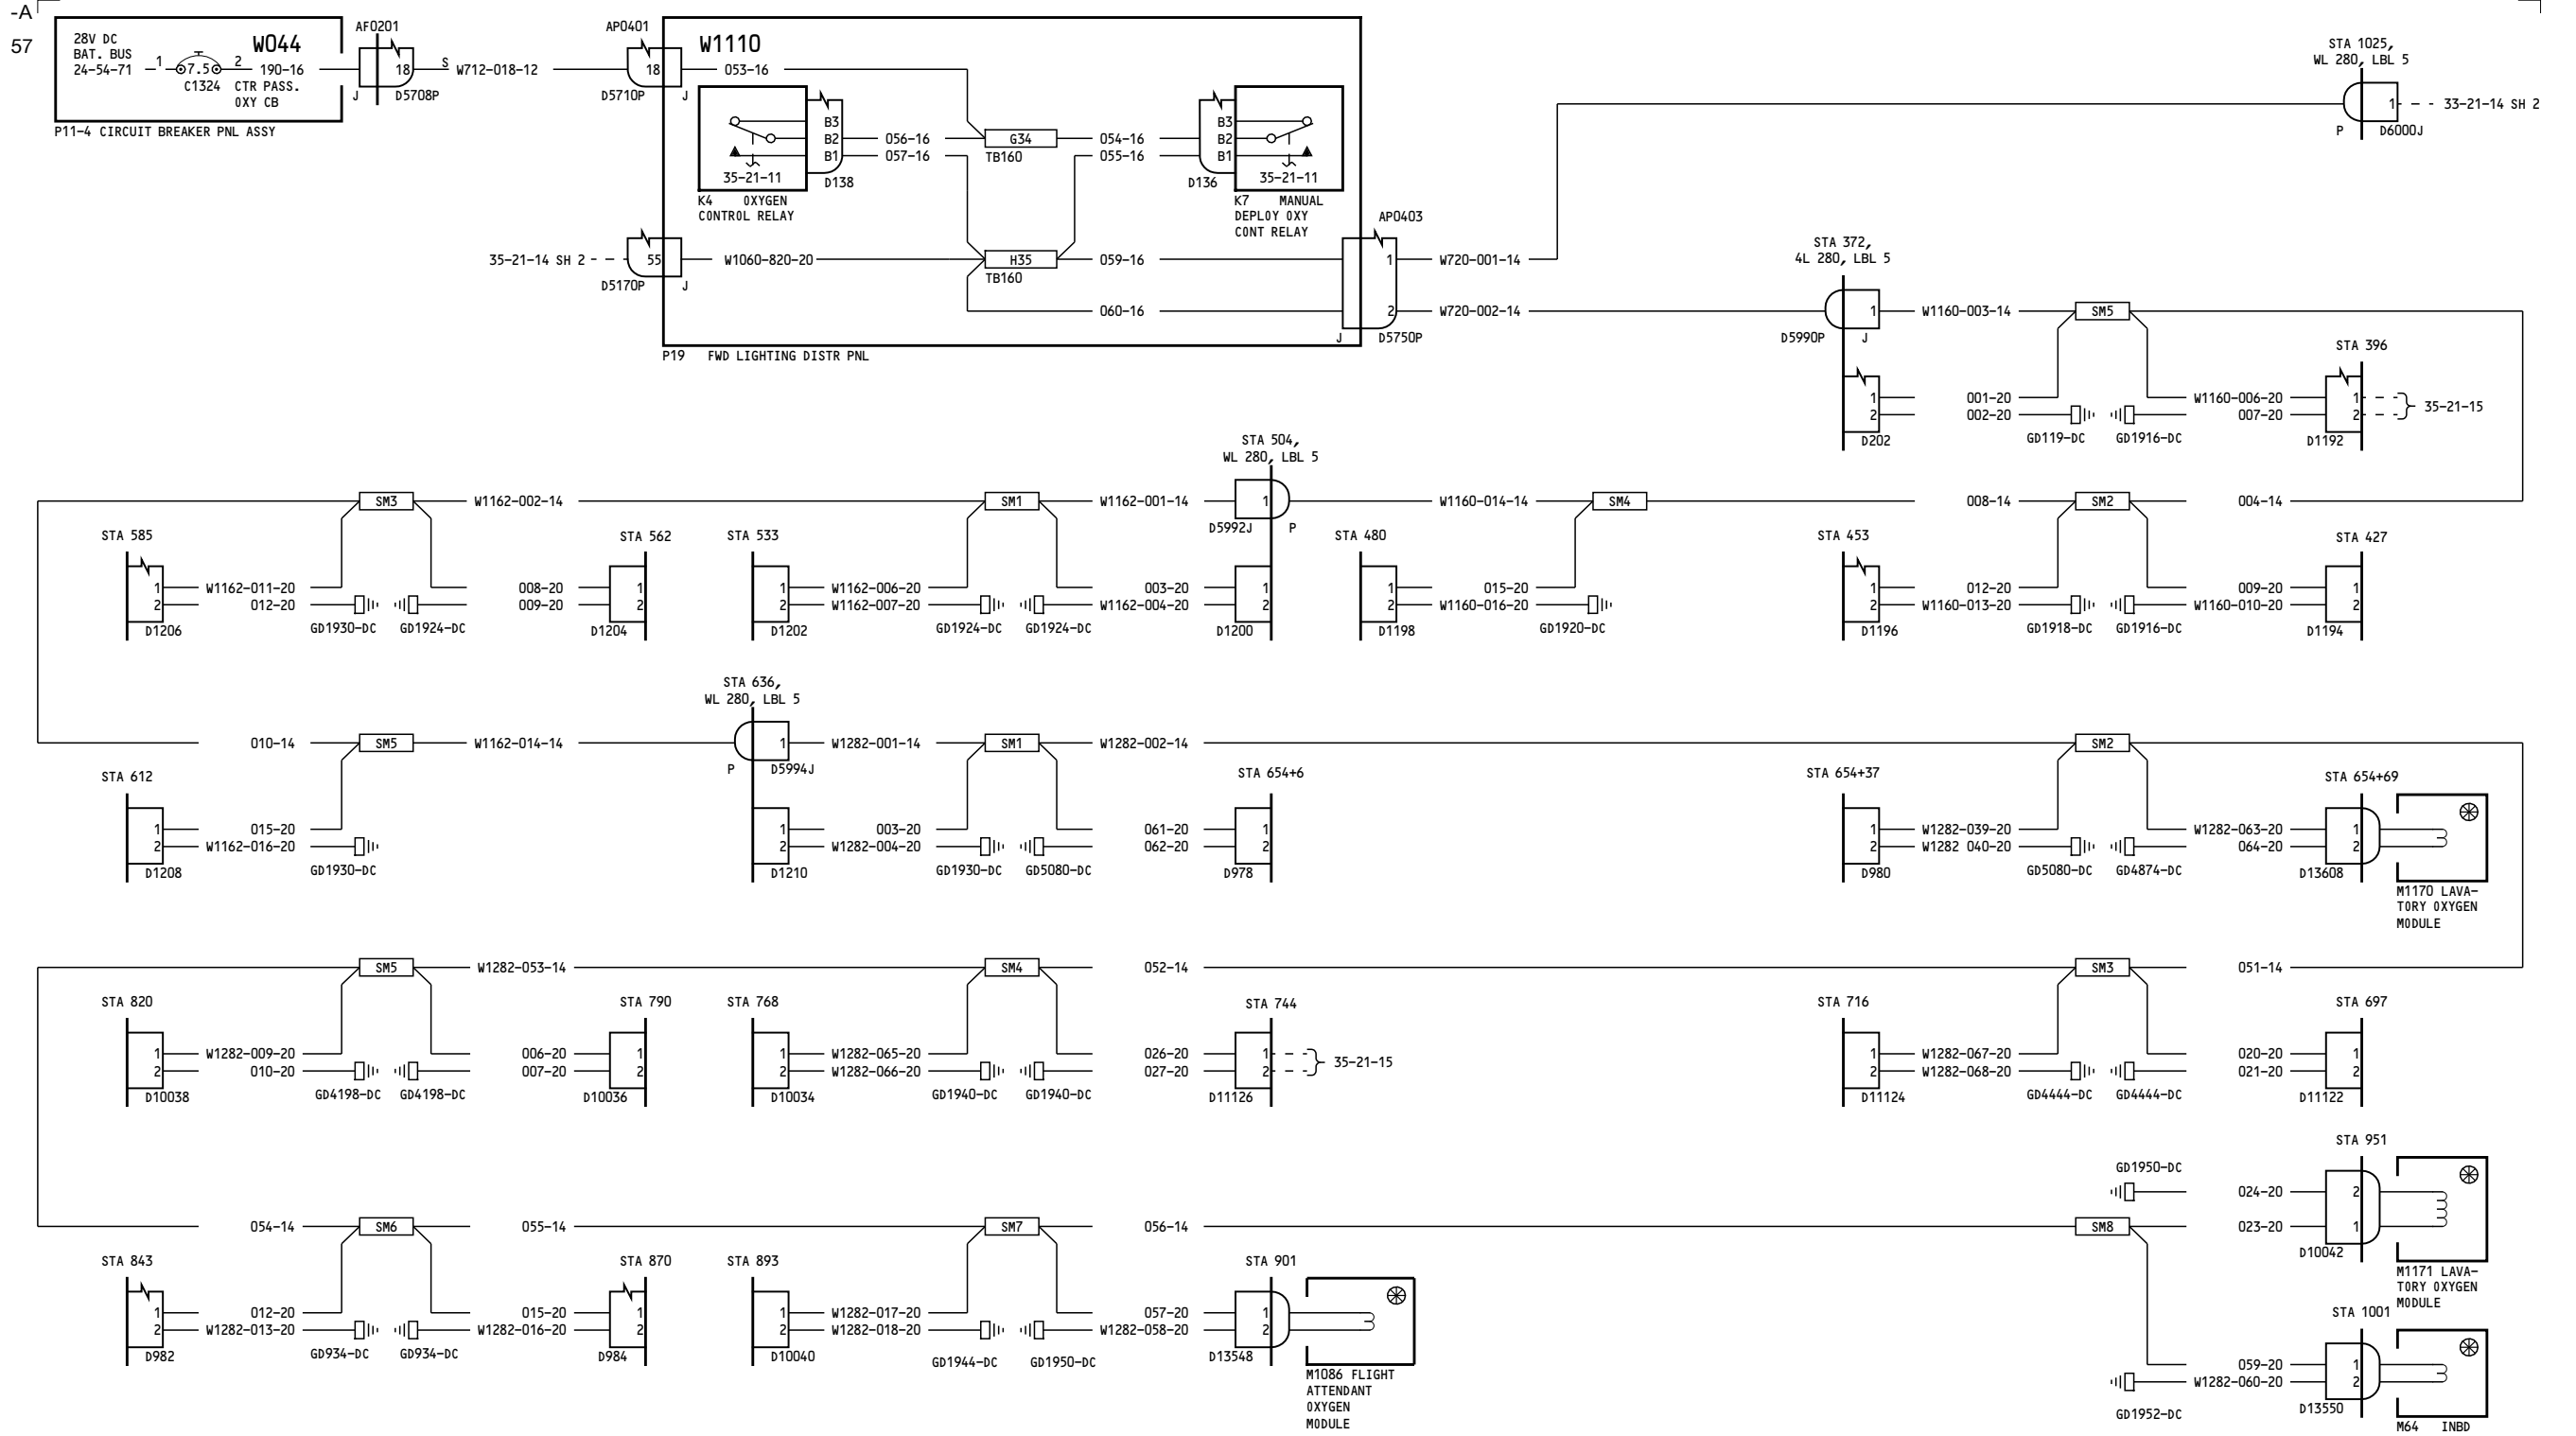 -A
57
28V DC
BAT. BUS
24-54-71
1
7.5
2
W044
190-16
C1324
CTR PASS.
OXY CB
P11-4 CIRCUIT BREAKER PNL ASSY
AF0201
18
J
D5708P
S
W712-018-12
AP0401
18
D5710P
J
W1110
053-16
B3
B2
B1
35-21-11
D138
K4 OXYGEN
CONTROL RELAY
056-16
057-16
G34
TB160
054-16
055-16
B3
B2
B1
D136
35-21-11
K7 MANUAL
DEPLOY OXY
CONT RELAY
35-21-14 SH 2
55
D5170P
J
W1060-820-20
H35
TB160
059-16
060-16
P19 FWD LIGHTING DISTR PNL
AP0403
1
2
J
D5750P
W720-001-14
W720-002-14
STA 1025,
WL 280, LBL 5
1
33-21-14 SH 2
P
D6000J
STA 372,
4L 280, LBL 5
1
D5990P
J
W1160-003-14
SM5
1
2
D202
001-20
002-20
GD119-DC
GD1916-DC
STA 396
W1160-006-20
007-20
1
2
D1192
35-21-15
SM3
W1162-002-14
SM1
W1162-001-14
STA 504,
WL 280, LBL 5
1
D5992J
P
W1160-014-14
SM4
008-14
SM2
004-14
STA 585
1
2
D1206
W1162-011-20
012-20
GD1930-DC
GD1924-DC
STA 562
008-20
009-20
1
2
D1204
STA 533
1
2
D1202
W1162-006-20
W1162-007-20
GD1924-DC
GD1924-DC
003-20
W1162-004-20
1
2
D1200
STA 480
1
2
D1198
015-20
W1160-016-20
GD1920-DC
STA 453
1
2
D1196
012-20
W1160-013-20
GD1918-DC
GD1916-DC
STA 427
009-20
W1160-010-20
1
2
D1194
010-14
SM5
W1162-014-14
STA 636,
WL 280, LBL 5
1
P
D5994J
W1282-001-14
SM1
W1282-002-14
SM2
STA 612
1
2
D1208
015-20
W1162-016-20
GD1930-DC
1
2
D1210
003-20
W1282-004-20
GD1930-DC
GD5080-DC
STA 654+6
061-20
062-20
1
2
D978
STA 654+37
1
2
D980
W1282-039-20
W1282 040-20
GD5080-DC
GD4874-DC
STA 654+69
W1282-063-20
064-20
1
2
D13608
M1170 LAVA-
TORY OXYGEN
MODULE
SM5
W1282-053-14
SM4
052-14
SM3
051-14
STA 820
1
2
D10038
W1282-009-20
010-20
GD4198-DC
GD4198-DC
STA 790
006-20
007-20
1
2
D10036
STA 768
1
2
D10034
W1282-065-20
W1282-066-20
GD1940-DC
GD1940-DC
STA 744
026-20
027-20
1
2
D11126
35-21-15
STA 716
1
2
D11124
W1282-067-20
W1282-068-20
GD4444-DC
GD4444-DC
STA 697
020-20
021-20
1
2
D11122
054-14
SM6
055-14
SM7
056-14
SM8
STA 843
1
2
D982
012-20
W1282-013-20
GD934-DC
GD934-DC
STA 870
015-20
W1282-016-20
1
2
D984
STA 893
1
2
D10040
W1282-017-20
W1282-018-20
GD1944-DC
GD1950-DC
STA 901
057-20
W1282-058-20
1
2
D13548
M1086 FLIGHT
ATTENDANT
OXYGEN
MODULE
GD1950-DC
STA 951
024-20
023-20
2
1
D10042
M1171 LAVA-
TORY OXYGEN
MODULE
STA 1001
059-20
W1282-060-20
1
2
GD1952-DC
D13550
M64 INBD